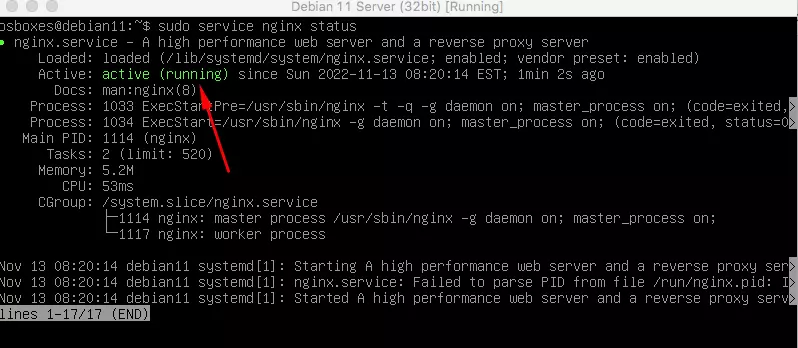 Debian 11 Server (32bit) [Running]
osboxes@debian11:~$ sudo service nginx status
● nginx.service - A high performance web server and a reverse proxy server
Loaded: loaded (/lib/systemd/system/nginx.service; enabled; vendor preset: enabled)
Active: active (running) since Sun 2022-11-13 08:20:14 EST; 1min 2s ago
Docs: man:nginx(8)
Process: 1033 ExecStartPre=/usr/sbin/nginx -t -q -g daemon on; master_process on; (code=exited,>
Process: 1034 ExecStart=/usr/sbin/nginx -g daemon on; master_process on; (code=exited, status=0>
Main PID: 1114 (nginx)
Tasks: 2 (limit: 520)
Memory: 5.2M
CPU: 53ms
CGroup: /system.slice/nginx.service
├─1114 nginx: master process /usr/sbin/nginx -g daemon on; master_process on;
└─1117 nginx: worker process
Nov 13 08:20:14 debian11 systemd[1]: Starting A high performance web server and a reverse proxy ser>
Nov 13 08:20:14 debian11 systemd[1]: nginx.service: Failed to parse PID from file /run/nginx.pid: I>
Nov 13 08:20:14 debian11 systemd[1]: Started A high performance web server and a reverse proxy serv>
lines 1-17/17 (END)